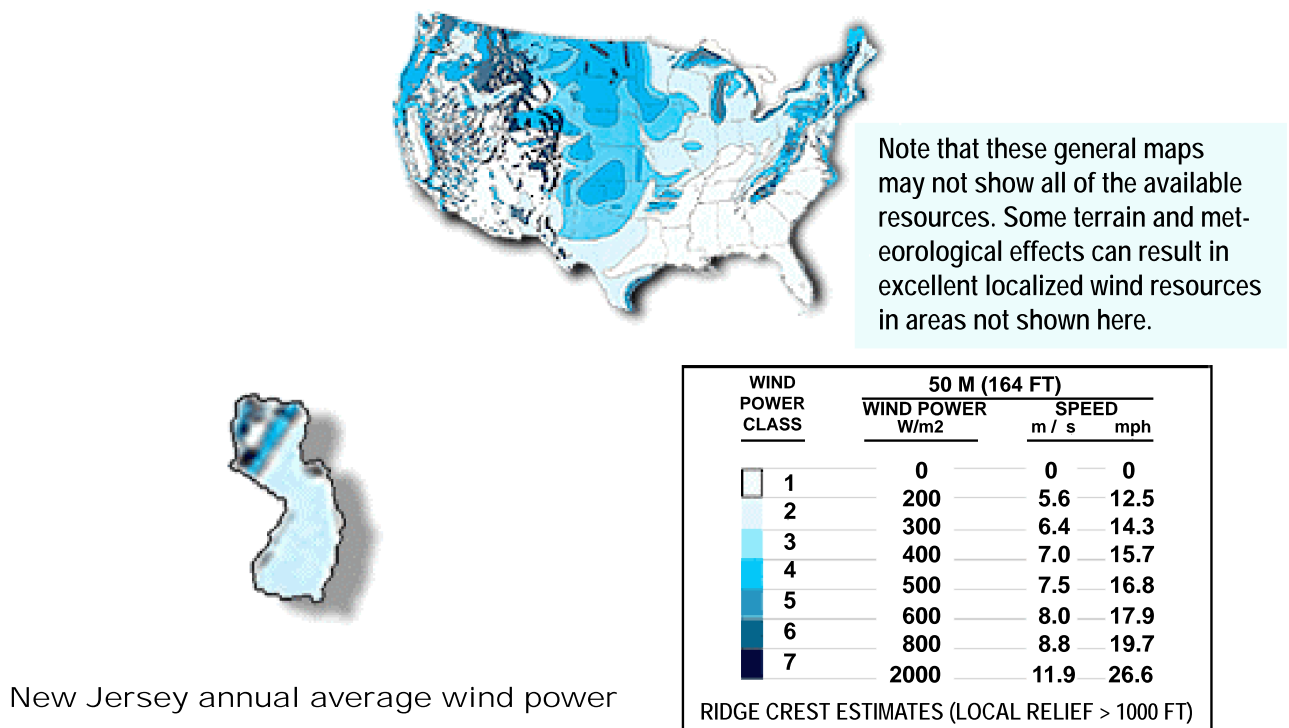 Note that these general maps
may not show all of the available
resources. Some terrain and met-
eorological effects can result in
excellent localized wind resources
in areas not shown here.
WIND
POWER
CLASS
50 M (164 FT)
WIND POWER
W/m2
SPEED
m / s mph
0 0 0
1
200 5.6 12.5
2
300 6.4 14.3
3
400 7.0 15.7
4
500 7.5 16.8
5
600 8.0 17.9
6
800 8.8 19.7
7
2000 11.9 26.6
RIDGE CREST ESTIMATES (LOCAL RELIEF > 1000 FT)
New Jersey annual average wind power